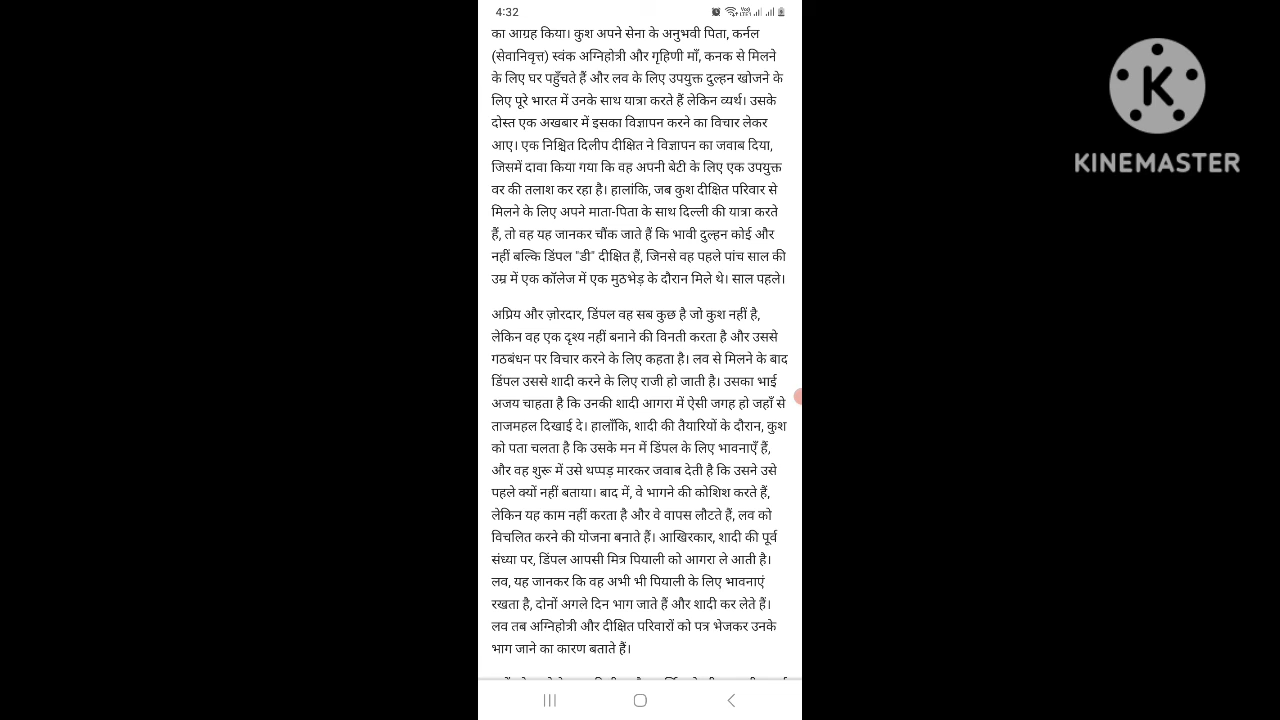 4:32
का आग्रह किया। कुश अपने सेना के अनुभवी पिता, कर्नल
(सेवानिवृत्त) स्वंक अग्निहोत्री और गृहिणी माँ, कनक से मिलने
के लिए घर पहुँचते हैं और लव के लिए उपयुक्त दुल्हन खोजने के
लिए पूरे भारत में उनके साथ यात्रा करते हैं लेकिन व्यर्थ। उसके
दोस्त एक अखबार में इसका विज्ञापन करने का विचार लेकर
आए। एक निश्चित दिलीप दीक्षित ने विज्ञापन का जवाब दिया,
जिसमें दावा किया गया कि वह अपनी बेटी के लिए एक उपयुक्त
वर की तलाश कर रहा है। हालांकि, जब कुश दीक्षित परिवार से
मिलने के लिए अपने माता-पिता के साथ दिल्ली की यात्रा करते
हैं, तो वह यह जानकर चौंक जाते हैं कि भावी दुल्हन कोई और
नहीं बल्कि डिंपल "डी" दीक्षित हैं, जिनसे वह पहले पांच साल की
उम्र में एक कॉलेज में एक मुठभेड़ के दौरान मिले थे। साल पहले।
अप्रिय और ज़ोरदार, डिंपल वह सब कुछ है जो कुश नहीं है,
लेकिन वह एक दृश्य नहीं बनाने की विनती करता है और उससे
गठबंधन पर विचार करने के लिए कहता है। लव से मिलने के बाद
डिंपल उससे शादी करने के लिए राजी हो जाती है। उसका भाई
अजय चाहता है कि उनकी शादी आगरा में ऐसी जगह हो जहाँ से
ताजमहल दिखाई दे। हालाँकि, शादी की तैयारियों के दौरान, कुश
को पता चलता है कि उसके मन में डिंपल के लिए भावनाएँ हैं,
और वह शुरू में उसे थप्पड़ मारकर जवाब देती है कि उसने उसे
पहले क्यों नहीं बताया। बाद में, वे भागने की कोशिश करते हैं,
लेकिन यह काम नहीं करता है और वे वापस लौटते हैं, लव को
विचलित करने की योजना बनाते हैं। आखिरकार, शादी की पूर्व
संध्या पर, डिंपल आपसी मित्र पियाली को आगरा ले आती है।
लव, यह जानकर कि वह अभी भी पियाली के लिए भावनाएं
रखता है, दोनों अगले दिन भाग जाते हैं और शादी कर लेते हैं।
लव तब अग्निहोत्री और दीक्षित परिवारों को पत्र भेजकर उनके
भाग जाने का कारण बताते हैं।
K
KINEMASTER